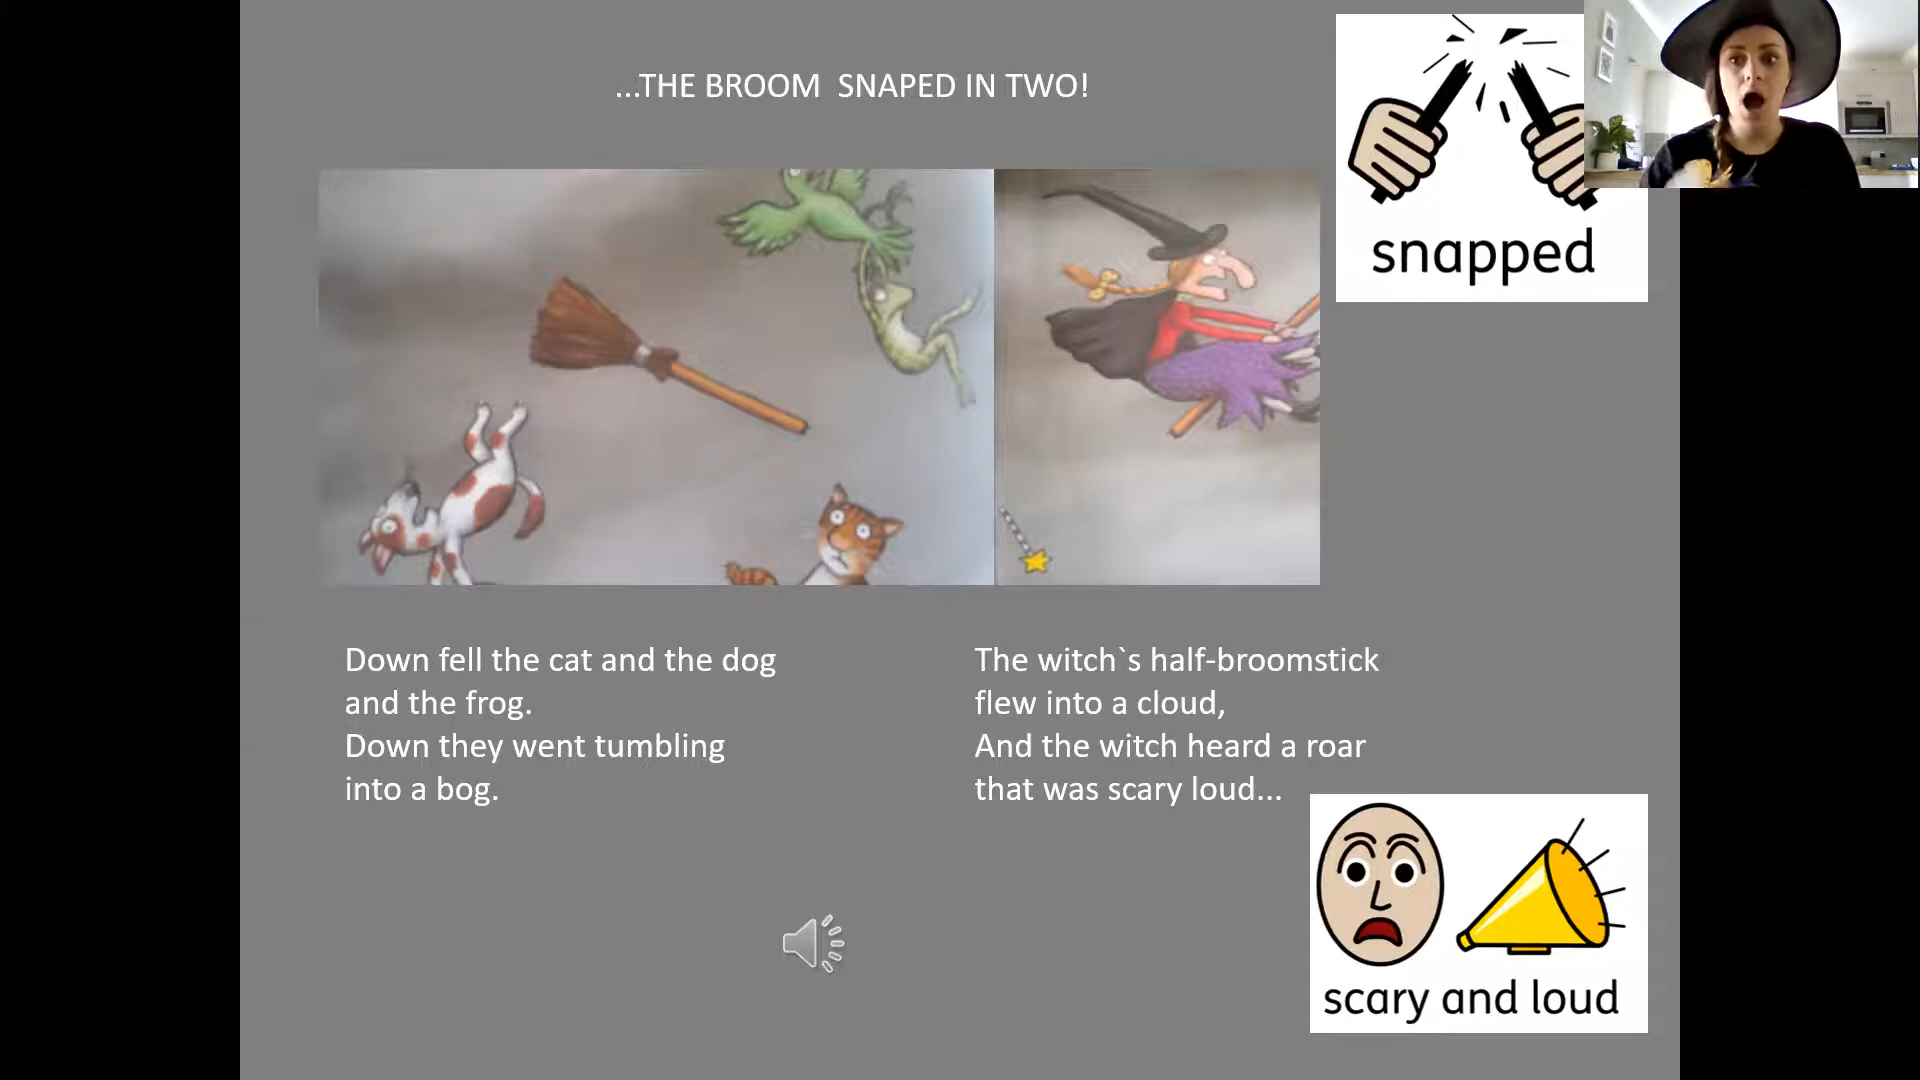 ...THE BROOM  SNAPED IN TWO!
snapped
Down fell the cat and the dog
and the frog.
Down they went tumbling
into a bog.
The witch`s half-broomstick
flew into a cloud,
And the witch heard a roar
that was scary loud...
scary and loud